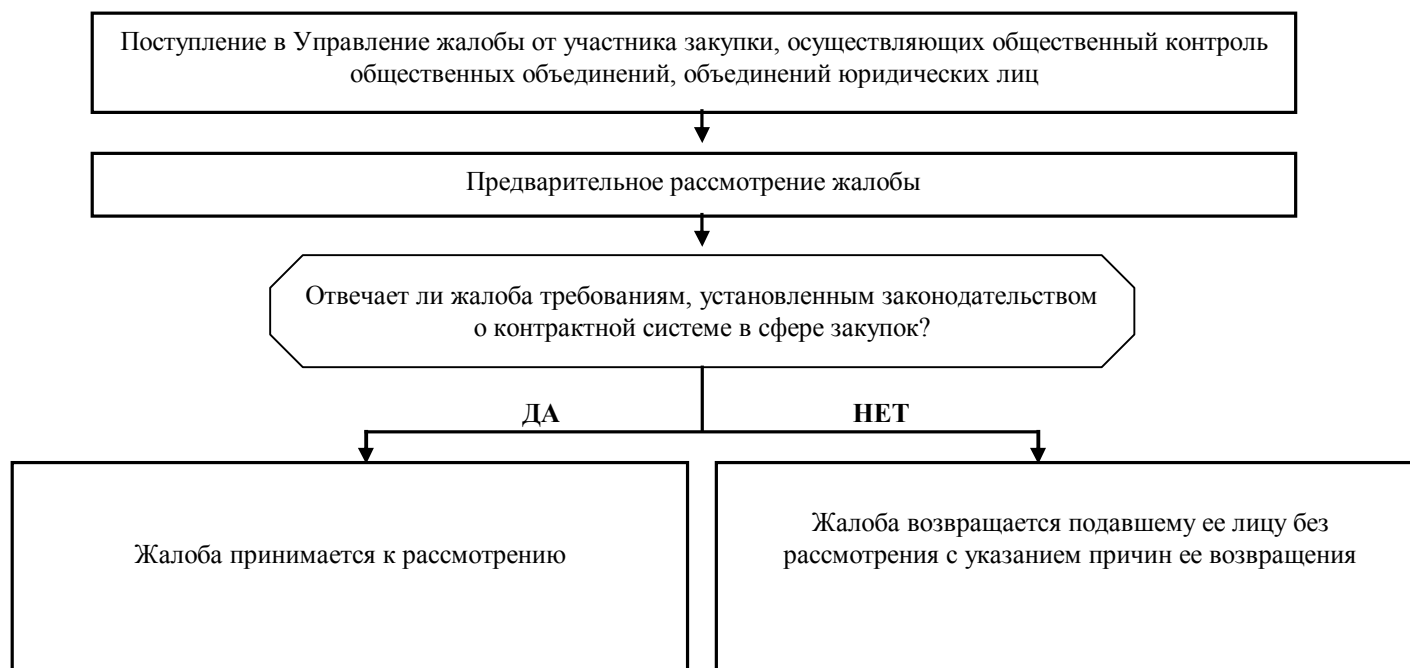 Поступление в Управление жалобы от участника закупки, осуществляющих общественный контроль
общественных объединений, объединений юридических лиц
Предварительное рассмотрение жалобы
Отвечает ли жалоба требованиям, установленным законодательством
о контрактной системе в сфере закупок?
ДА
НЕТ
Жалоба принимается к рассмотрению
Жалоба возвращается подавшему ее лицу без
рассмотрения с указанием причин ее возвращения